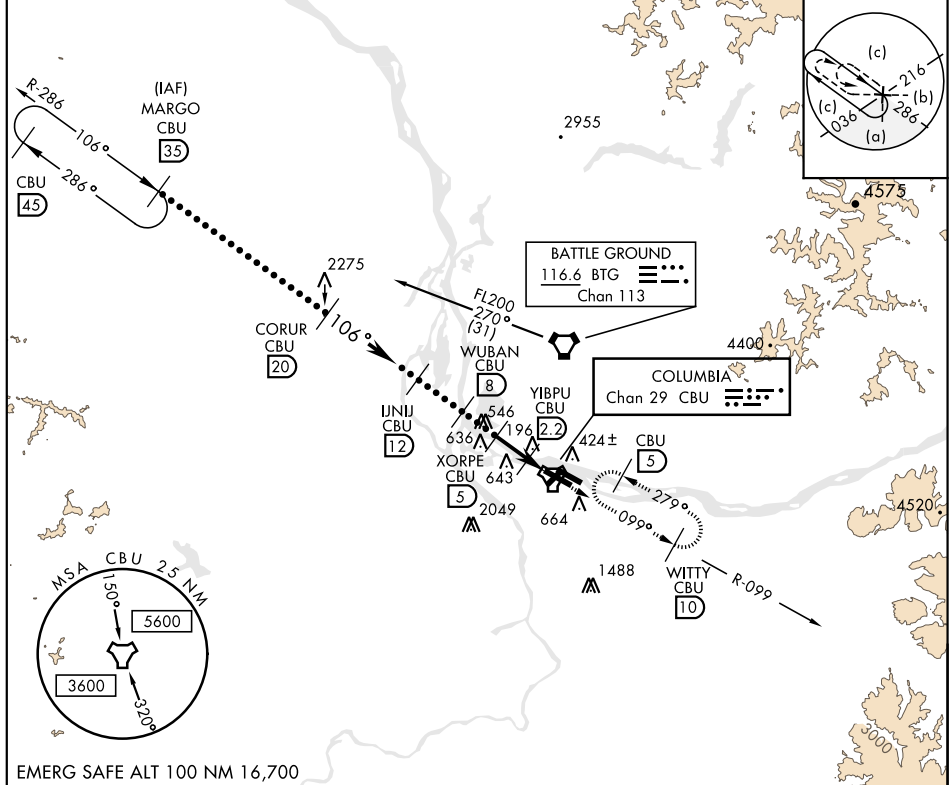 R-286
106°
286°
CBU
45
(IAF)
MARGO
CBU
35
2955
(c)
216
(b)
286
(c)
036
(a)
4575
2275
CORUR
CBU
20
106°
FL200
270°
(31)
BATTLE GROUND
116.6 BTG
Chan 113
4400
WUBAN
CBU
8
COLUMBIA
Chan 29 CBU
IJNIJ
CBU
12
546
636
196
YIBPU
CBU
2.2
424±
CBU
5
XORPE
CBU
5
643
2049
664
279°
099°
4520
1488
WITTY
CBU
10
R-099
MSA CBU 25 NM
150°
5600
3600
320°
3000
EMERG SAFE ALT 100 NM 16,700